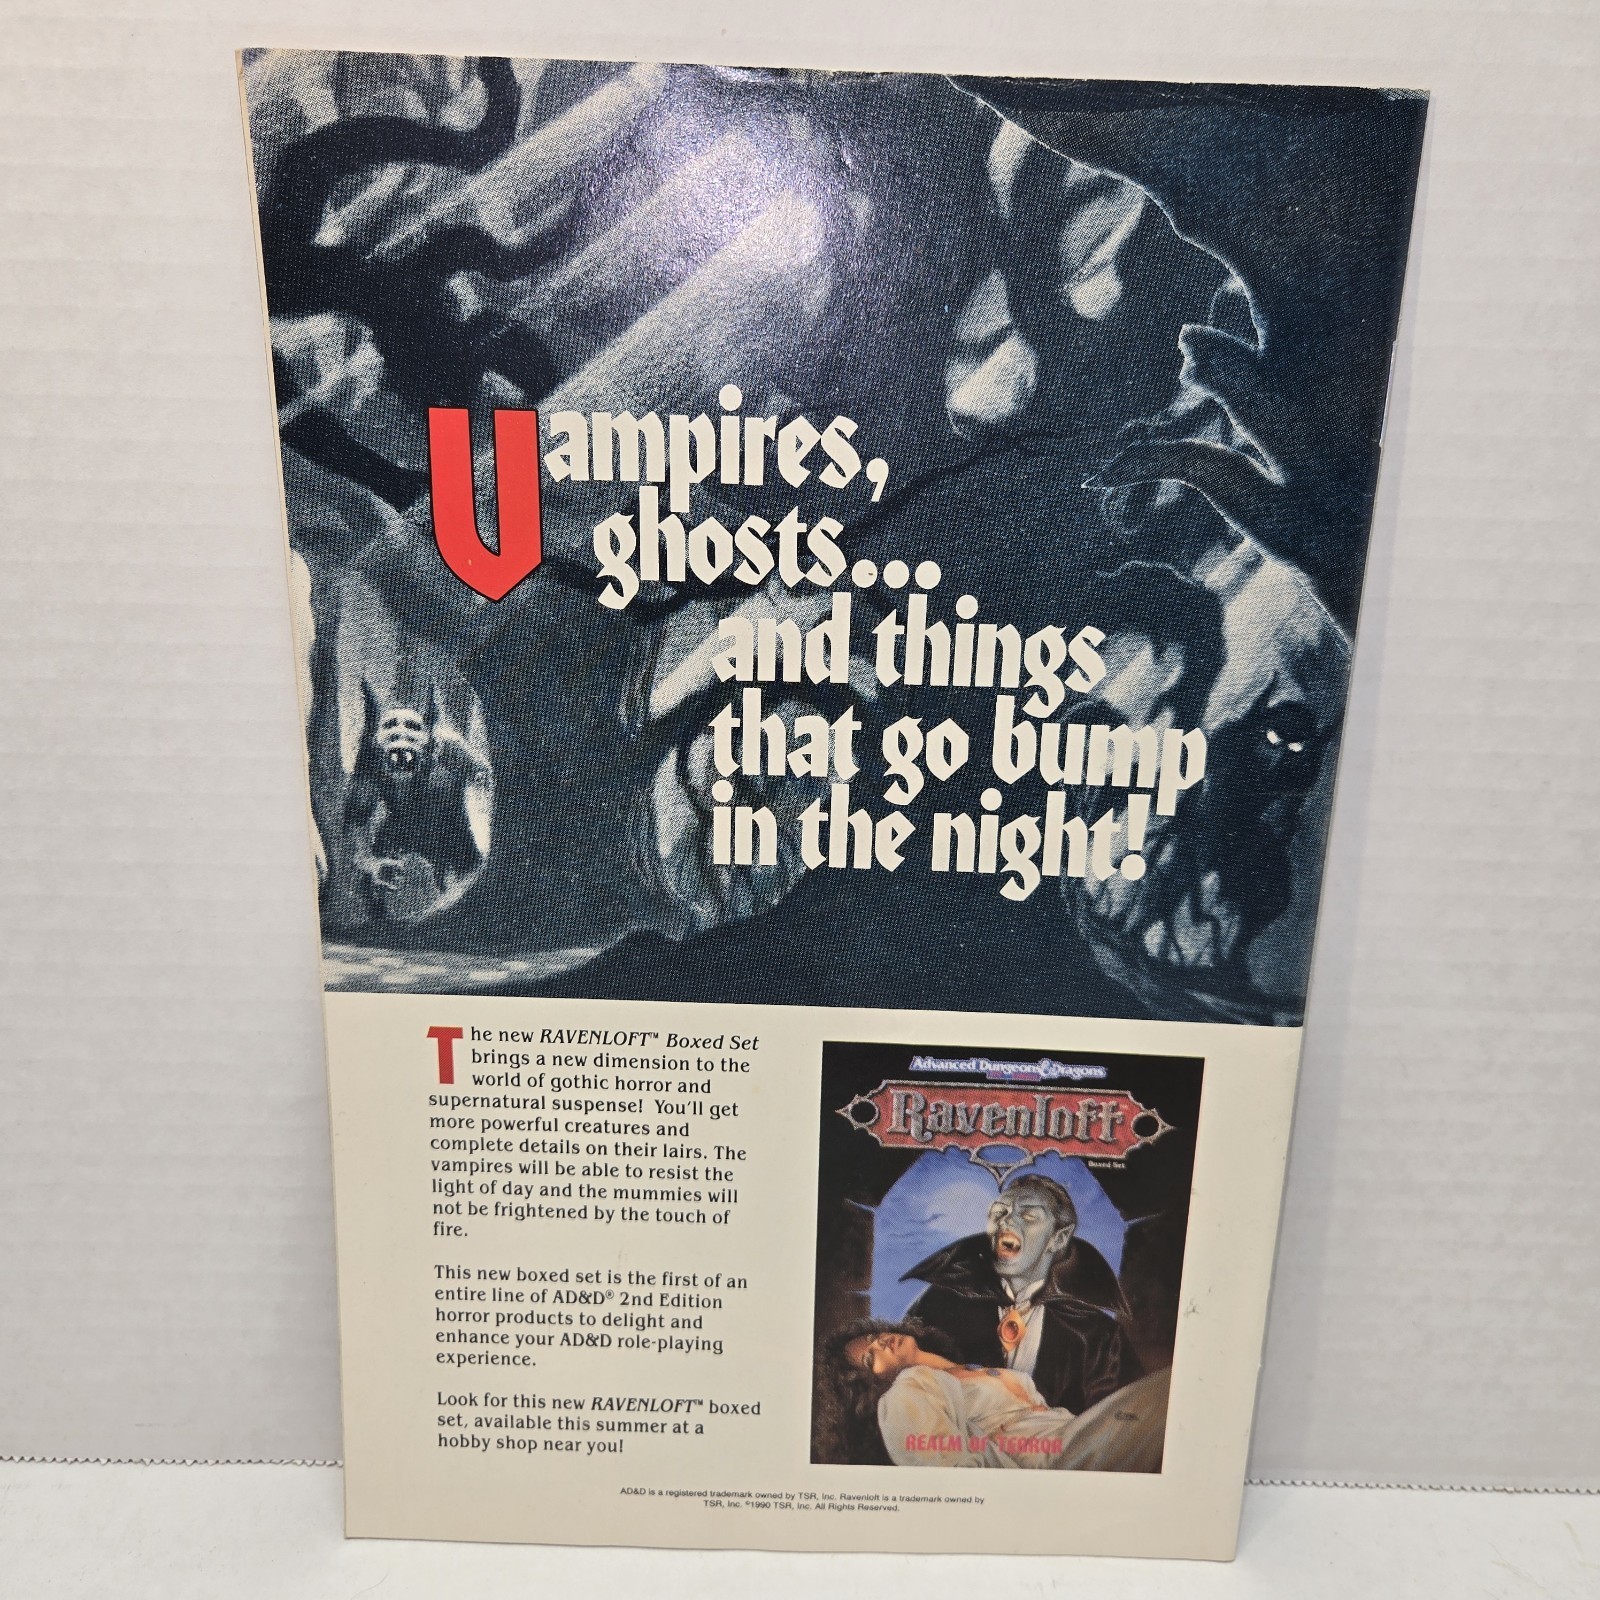 Vampires,
ghosts...
and things
that go bump
in the night!
The new RAVENLOFT™ Boxed Set
brings a new dimension to the
world of gothic horror and
supernatural suspense! You'll get
more powerful creatures and
complete details on their lairs. The
vampires will be able to resist the
light of day and the mummies will
not be frightened by the touch of
fire.
This new boxed set is the first of an
entire line of AD&D® 2nd Edition
horror products to delight and
enhance your AD&D role-playing
experience.
Look for this new RAVENLOFT™ boxed
set, available this summer at a
hobby shop near you!
Advanced Dungeons & Dragons
Ravenloft
Boxed Set
REALM OF TERROR
AD&D is a registered trademark owned by TSR, Inc. Ravenloft is a trademark owned by
TSR, Inc. ©1990 TSR, Inc. All Rights Reserved.